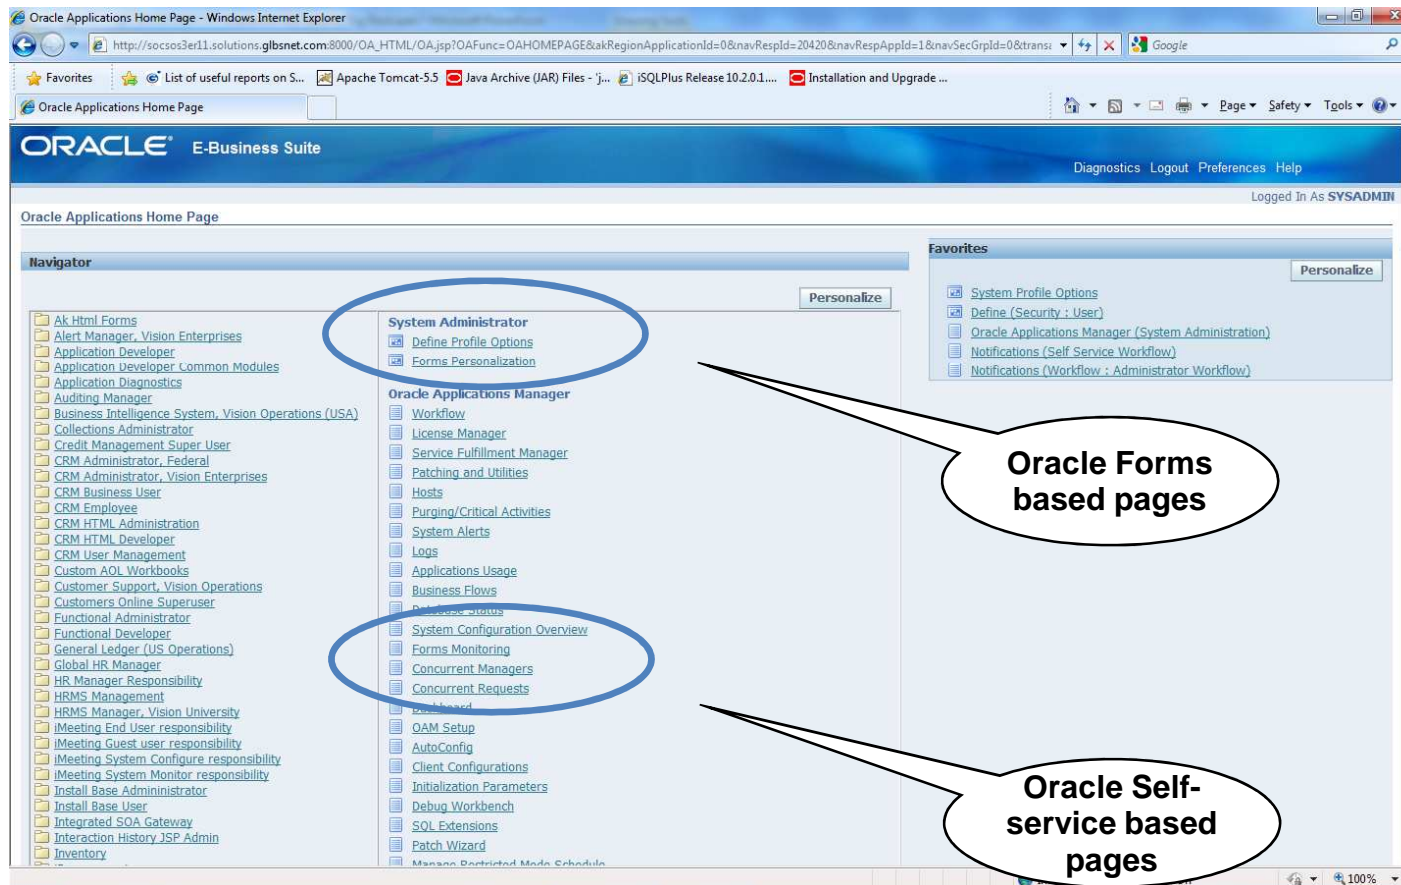 Oracle Applications Home Page - Windows Internet Explorer
http://socsos3er11.solutions.glbsnet.com:8000/OA_HTML/OA.jsp?OAFunc=OAHOMEPAGE&akRegionApplicationId=0&navRespId=20420&navRespAppId=1&navSecGrpId=0&transa
Google
Favorites
List of useful reports on S...
Apache Tomcat-5.5
Java Archive (JAR) Files - 'j...
iSQLPlus Release 10.2.0.1....
Installation and Upgrade ...
Oracle Applications Home Page
Page
Safety
Tools
ORACLE E-Business Suite
Diagnostics Logout Preferences Help
Logged In As SYSADMIN
Oracle Applications Home Page
Navigator
Personalize
Ak Html Forms
Alert Manager, Vision Enterprises
Application Developer
Application Developer Common Modules
Application Diagnostics
Auditing Manager
Business Intelligence System, Vision Operations (USA)
Collections Administrator
Credit Management Super User
CRM Administrator, Federal
CRM Administrator, Vision Enterprises
CRM Business User
CRM Employee
CRM HTML Administration
CRM HTML Developer
CRM User Management
Custom AOL Workbooks
Customer Support, Vision Operations
Customers Online Superuser
Functional Administrator
Functional Developer
General Ledger (US Operations)
Global HR Manager
HR Manager Responsibility
HRMS Management
HRMS Manager, Vision University
iMeeting End User responsibility
iMeeting Guest user responsibility
iMeeting System Configure responsibility
iMeeting System Monitor responsibility
Install Base Admininistrator
Install Base User
Integrated SOA Gateway
Interaction History JSP Admin
Inventory
System Administrator
Define Profile Options
Forms Personalization
Oracle Applications Manager
Workflow
License Manager
Service Fulfillment Manager
Patching and Utilities
Hosts
Purging/Critical Activities
System Alerts
Logs
Applications Usage
Business Flows
Database Status
System Configuration Overview
Forms Monitoring
Concurrent Managers
Concurrent Requests
Dashboard
OAM Setup
AutoConfig
Client Configurations
Initialization Parameters
Debug Workbench
SQL Extensions
Patch Wizard
Manage Restricted Mode Schedule
Favorites
Personalize
System Profile Options
Define (Security : User)
Oracle Applications Manager (System Administration)
Notifications (Self Service Workflow)
Notifications (Workflow : Administrator Workflow)
Oracle Forms
based pages
Oracle Self-
service based
pages
100%